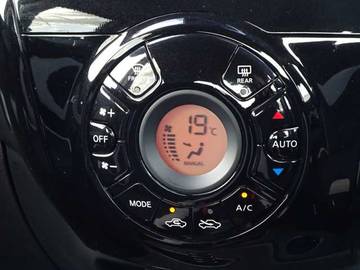 FRONT
REAR
19°C
MANUAL
OFF
AUTO
MODE
A/C